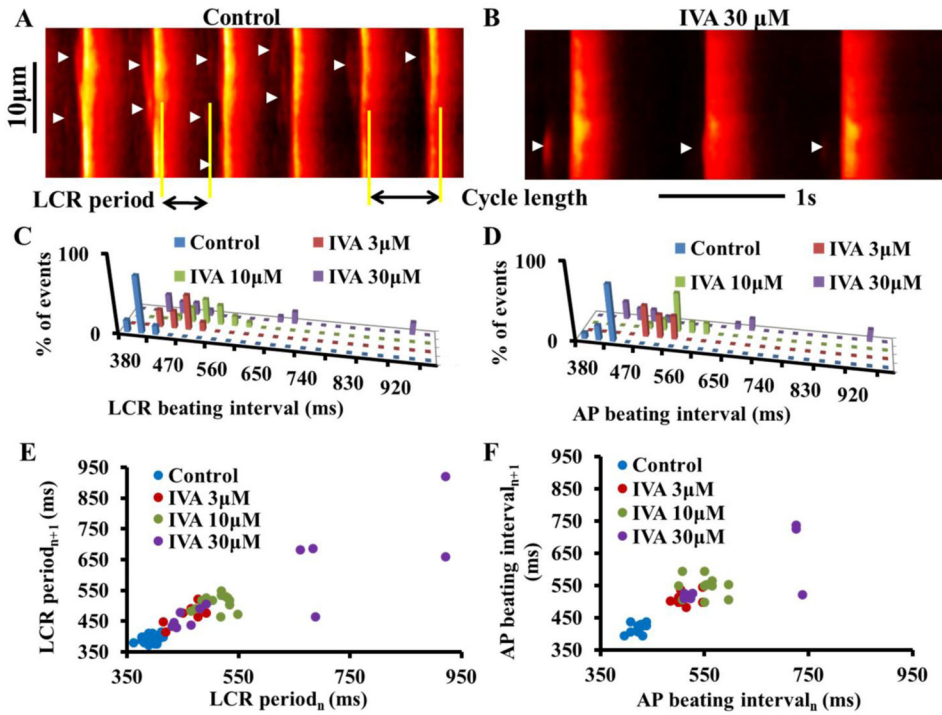 A
Control
B
IVA 30 µM
10µm
LCR period
Cycle length
1s
C
Control
IVA 3µM
IVA 10µM
IVA 30µM
100
0
% of events
380 470 560 650 740 830 920
LCR beating interval (ms)
D
Control
IVA 3µM
IVA 10µM
IVA 30µM
100
0
% of events
380 470 560 650 740 830 920
AP beating interval (ms)
E
950
850
750
650
550
450
350
LCR periodn+1 (ms)
Control
IVA 3µM
IVA 10µM
IVA 30µM
350 550 750 950
LCR periodn (ms)
F
950
850
750
650
550
450
350
AP beating intervaln+1
(ms)
Control
IVA 3µM
IVA 10µM
IVA 30µM
350 550 750 950
AP beating intervaln (ms)